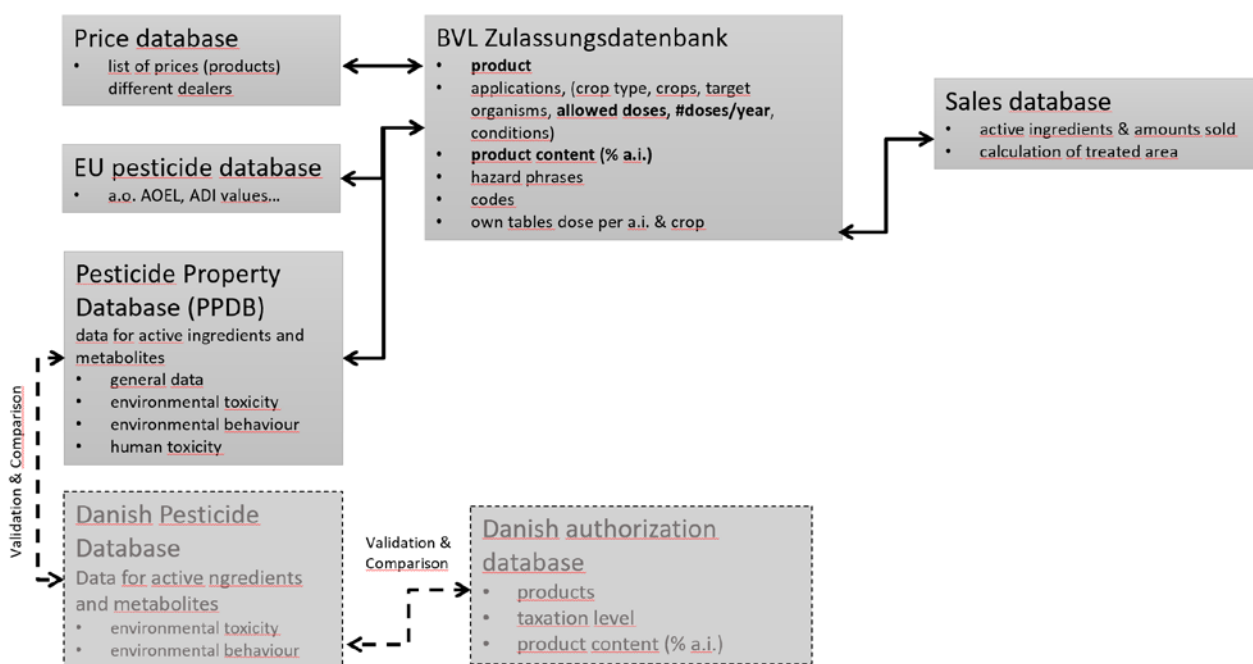 Price database
• list of prices (products)
different dealers
BVL Zulassungsdatenbank
• product
• applications, (crop type, crops, target
organisms, allowed doses, #doses/year,
conditions)
• product content (% a.i.)
• hazard phrases
• codes
• own tables dose per a.i. & crop
Sales database
• active ingredients & amounts sold
• calculation of treated area
EU pesticide database
• a.o. AOEL, ADI values...
Pesticide Property
Database (PPDB)
data for active ingredients and
metabolites
• general data
• environmental toxicity
• environmental behaviour
• human toxicity
Validation & Comparison
Danish Pesticide
Database
Data for active ngredients
and metabolites
• environmental toxicity
• environmental behaviour
Validation &
Comparison
Danish authorization
database
• products
• taxation level
• product content (% a.i.)